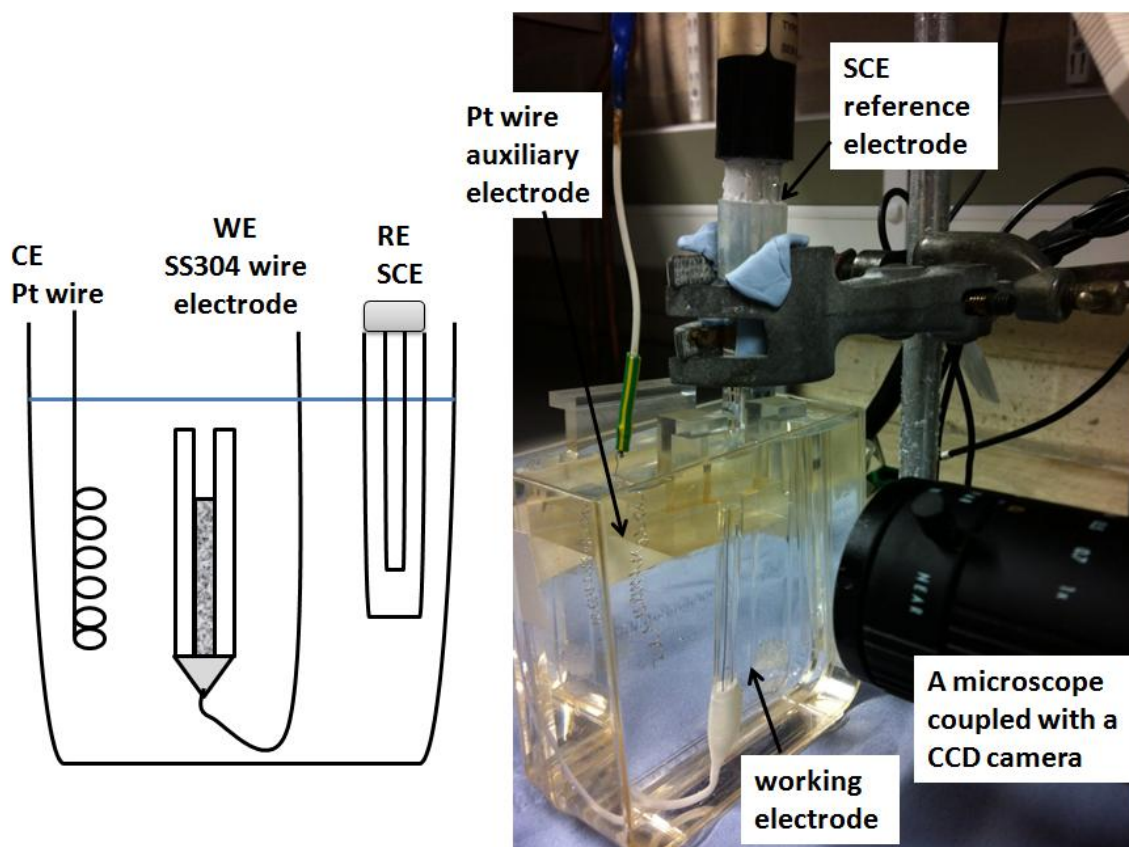 CE
Pt wire
WE
SS304 wire
electrode
RE
SCE
Pt wire
auxiliary
electrode
SCE
reference
electrode
NEAR
A microscope
coupled with a
CCD camera
working
electrode